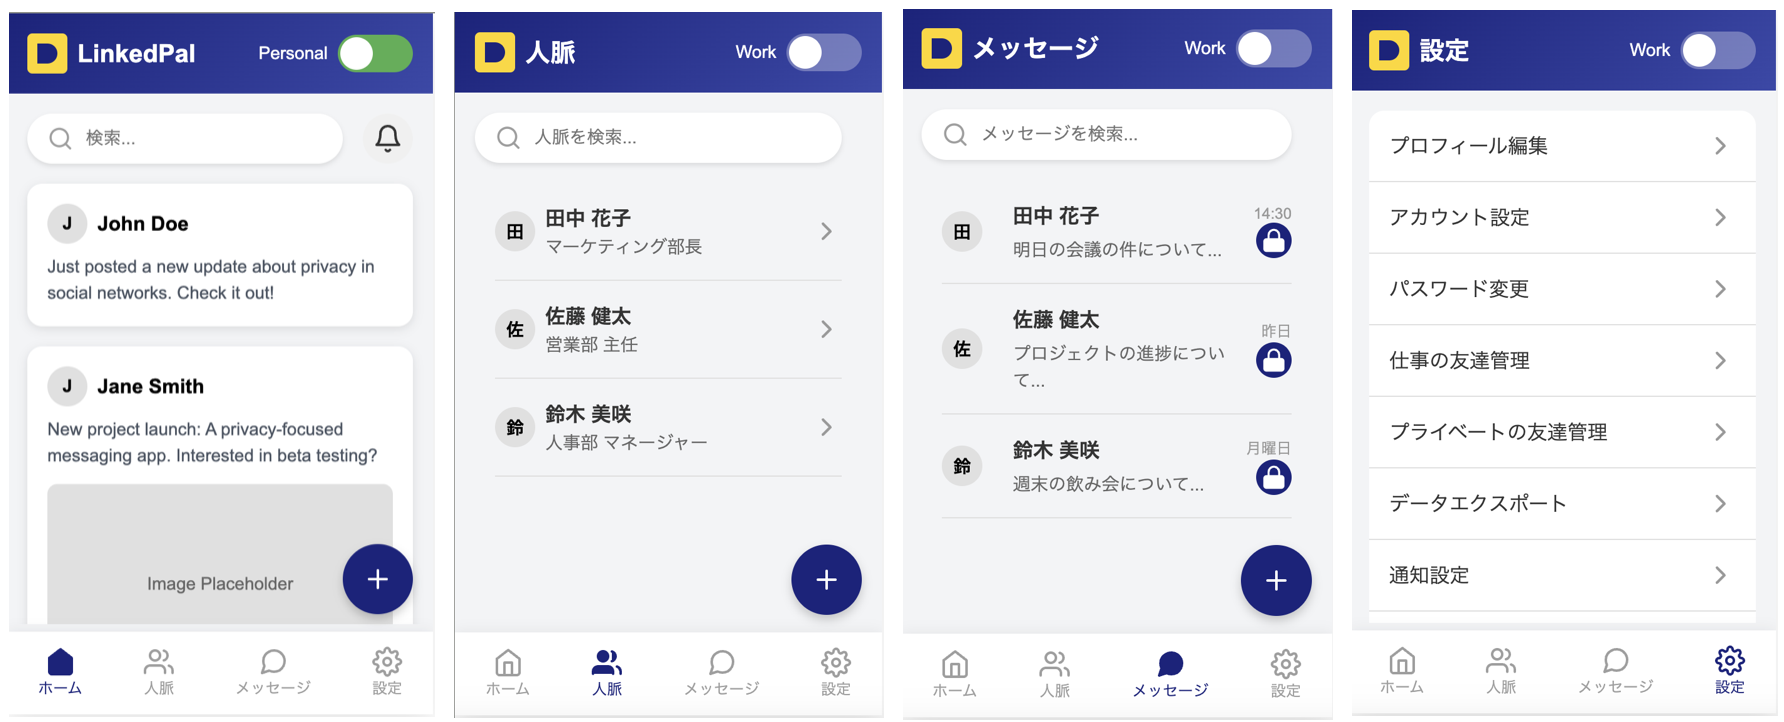 D LinkedPal Personal
検索...
J John Doe
Just posted a new update about privacy in
social networks. Check it out!
J Jane Smith
New project launch: A privacy-focused
messaging app. Interested in beta testing?
Image Placeholder
+
ホーム 人脈 メッセージ 設定
D 人脈 Work
人脈を検索...
田 田中 花子
マーケティング部長
佐 佐藤 健太
営業部 主任
鈴 鈴木 美咲
人事部 マネージャー
+
ホーム 人脈 メッセージ 設定
D メッセージ Work
メッセージを検索...
田 田中 花子 14:30
明日の会議の件について...
佐 佐藤 健太 昨日
プロジェクトの進捗につい
て...
鈴 鈴木 美咲 月曜日
週末の飲み会について...
+
ホーム 人脈 メッセージ 設定
D 設定 Work
プロフィール編集
アカウント設定
パスワード変更
仕事の友達管理
プライベートの友達管理
データエクスポート
通知設定
ホーム 人脈 メッセージ 設定